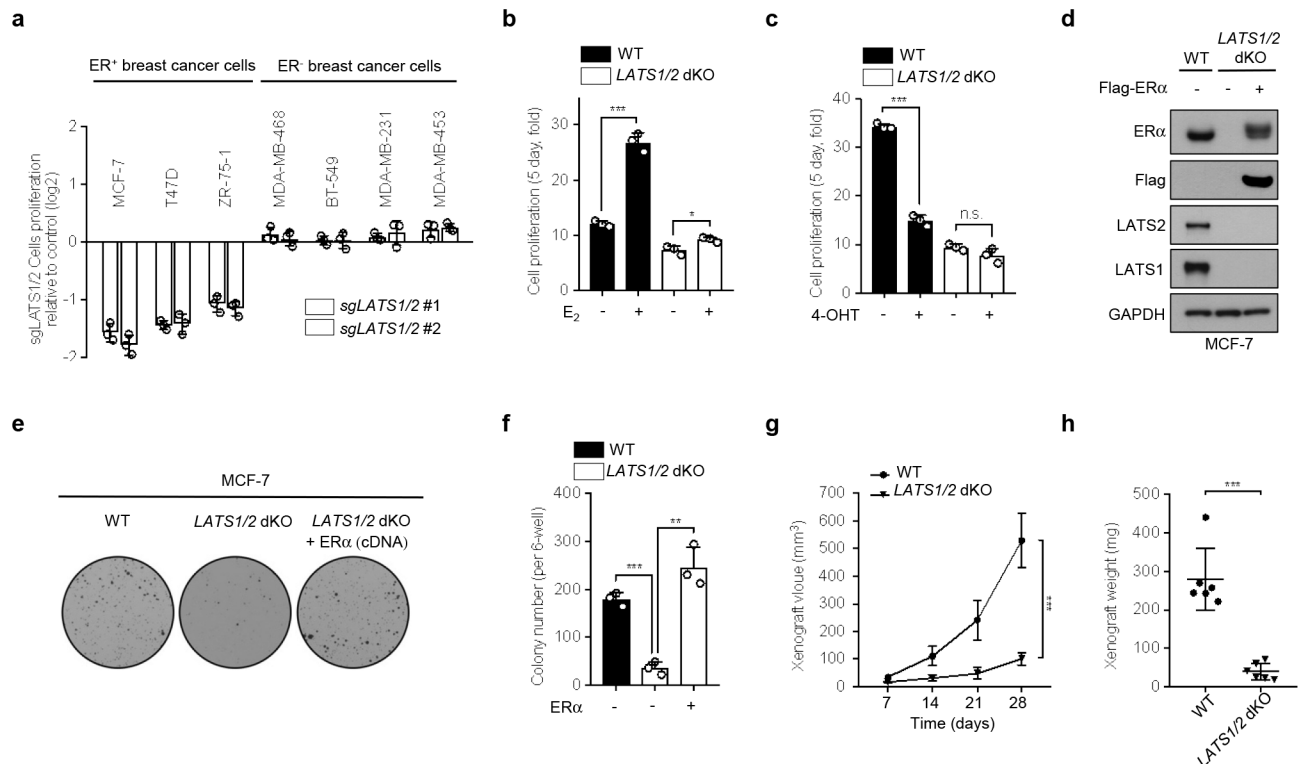 a
ER+ breast cancer cells
ER- breast cancer cells
sgLATS1/2 Cells proliferation
relative to control (log2)
2
1
0
-1
-2
MCF-7
T47D
ZR-75-1
MDA-MB-468
BT-549
MDA-MB-231
MDA-MB-453
sgLATS1/2 #1
sgLATS1/2 #2
b
WT
LATS1/2 dKO
Cell proliferation (5 day, fold)
30
20
10
0
***
*
E2
- + - +
c
WT
LATS1/2 dKO
Cell proliferation (5 day, fold)
40
30
20
10
0
***
n.s.
4-OHT
- + - +
d
LATS1/2
WT dKO
Flag-ERα - - +
ERα
Flag
LATS2
LATS1
GAPDH
MCF-7
e
MCF-7
WT
LATS1/2 dKO
LATS1/2 dKO
+ ERα (cDNA)
f
WT
LATS1/2 dKO
Colony number (per 6-well)
400
300
200
100
0
***
**
ERα - - +
g
WT
LATS1/2 dKO
Xenograft vloue (mm3)
700
600
500
400
300
200
100
0
***
7 14 21 28
Time (days)
h
Xenograft weight (mg)
500
400
300
200
100
0
***
WT
LATS1/2 dKO